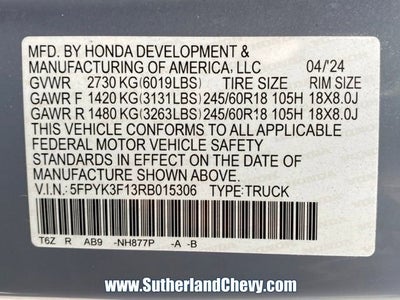 MFD. BY HONDA DEVELOPMENT &
MANUFACTURING OF AMERICA, LLC 04/'24
GVWR 2730 KG(6019LBS) TIRE SIZE RIM SIZE
GAWR F 1420 KG(3131LBS) 245/60R18 105H 18X8.0J
GAWR R 1480 KG(3263LBS) 245/60R18 105H 18X8.0J
THIS VEHICLE CONFORMS TO ALL APPLICABLE
FEDERAL MOTOR VEHICLE SAFETY STANDARDS
IN EFFECT ON THE DATE OF
MANUFACTURE SHOWN ABOVE.
V.I.N.: 5FPYK3F13RB015306 TYPE: TRUCK
T6Z R AB9 -NH877P -A -B
www.SutherlandChevy.com